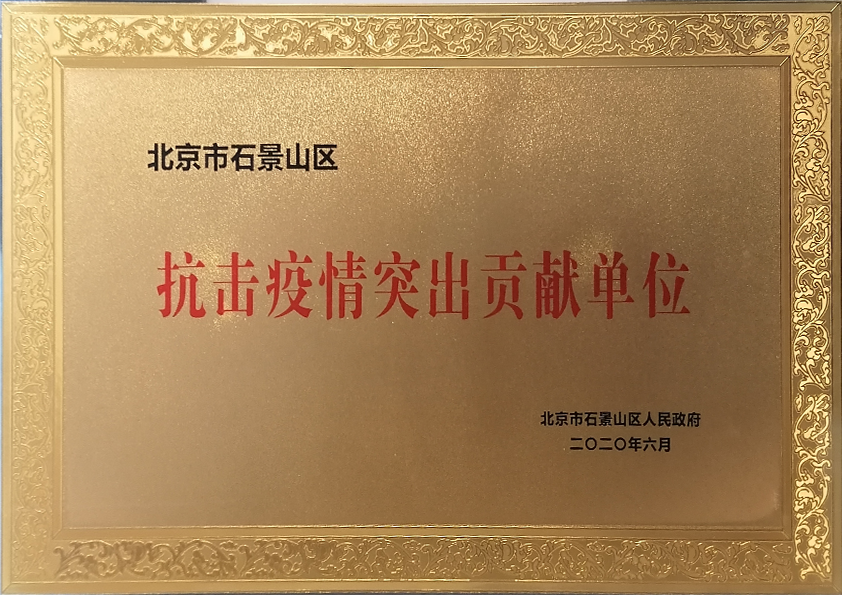 北京市石景山区
抗击疫情突出贡献单位
北京市石景山区人民政府
二〇二〇年六月